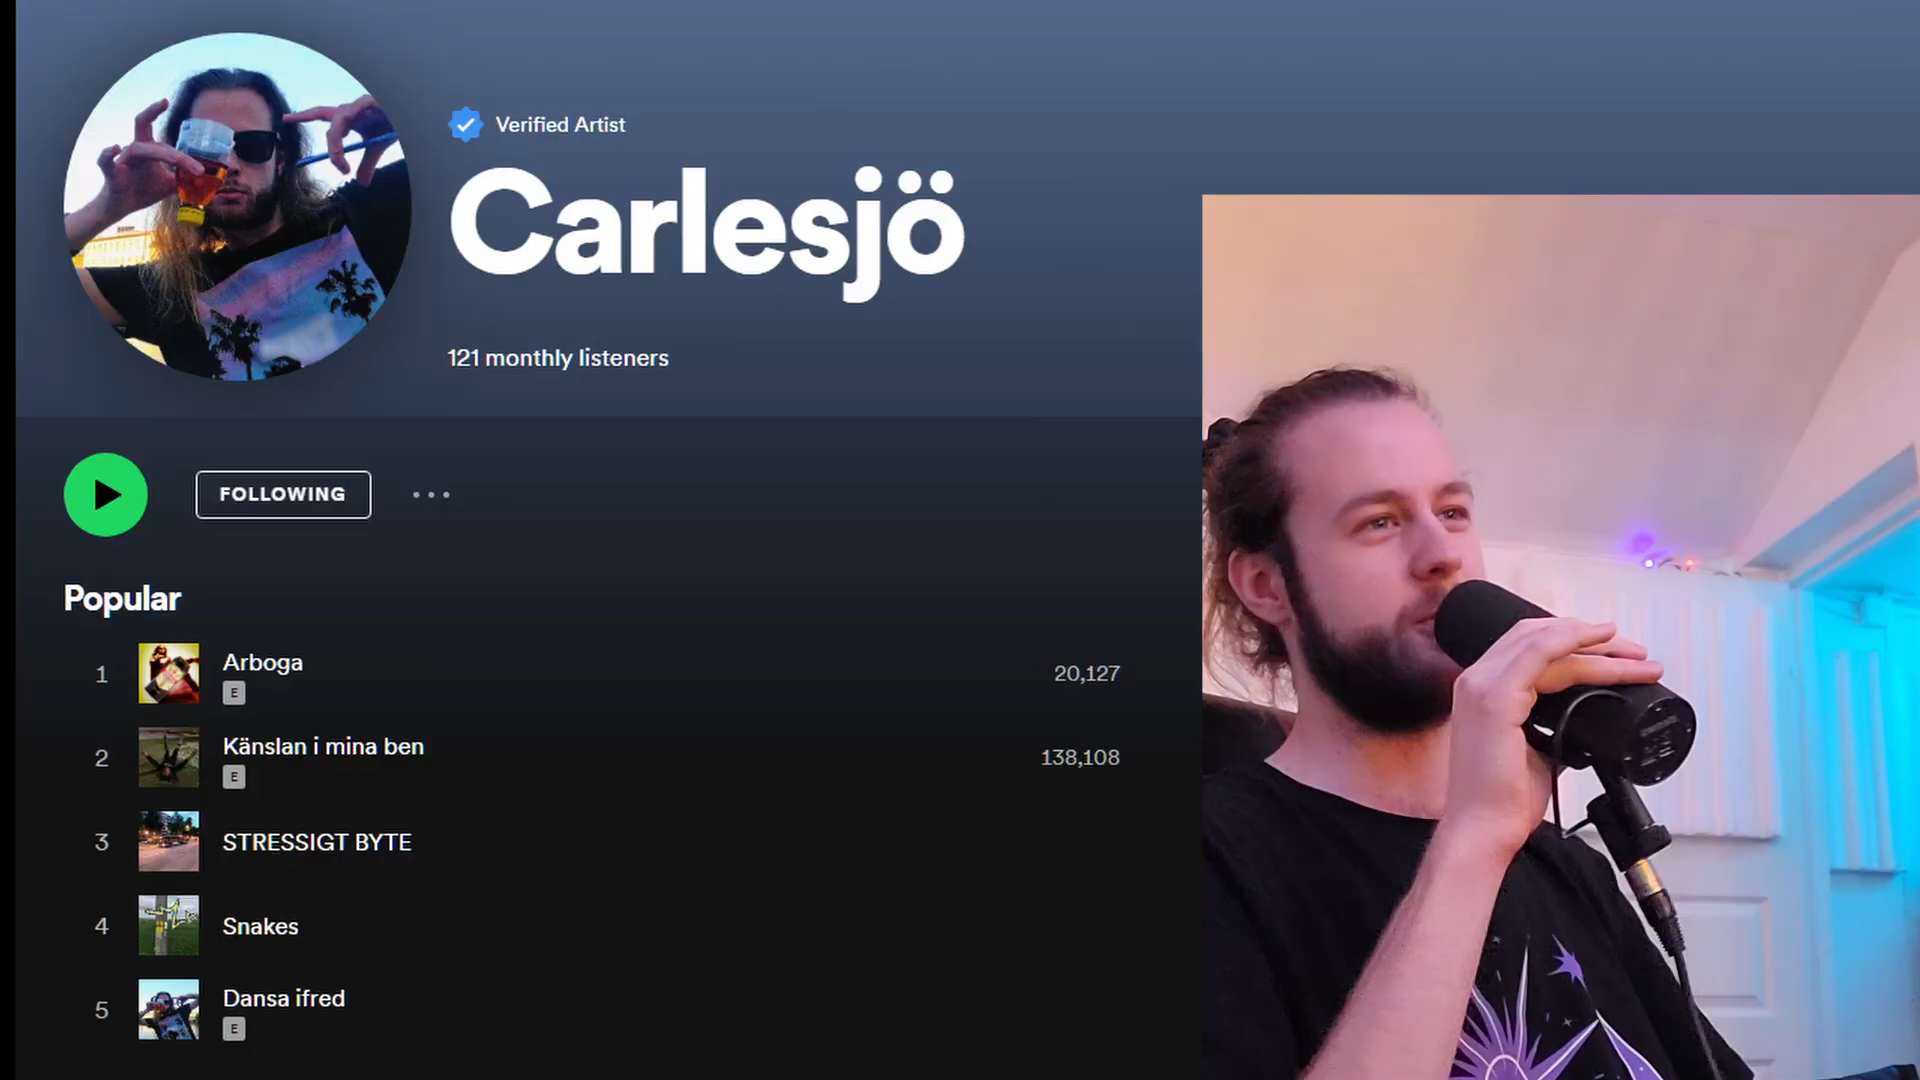 Verified Artist
Carlesjö
121 monthly listeners
FOLLOWING
Popular
1 Arboga 20,127
E
2 Känslan i mina ben 138,108
E
3 STRESSIGT BYTE
4 Snakes
5 Dansa ifred
E